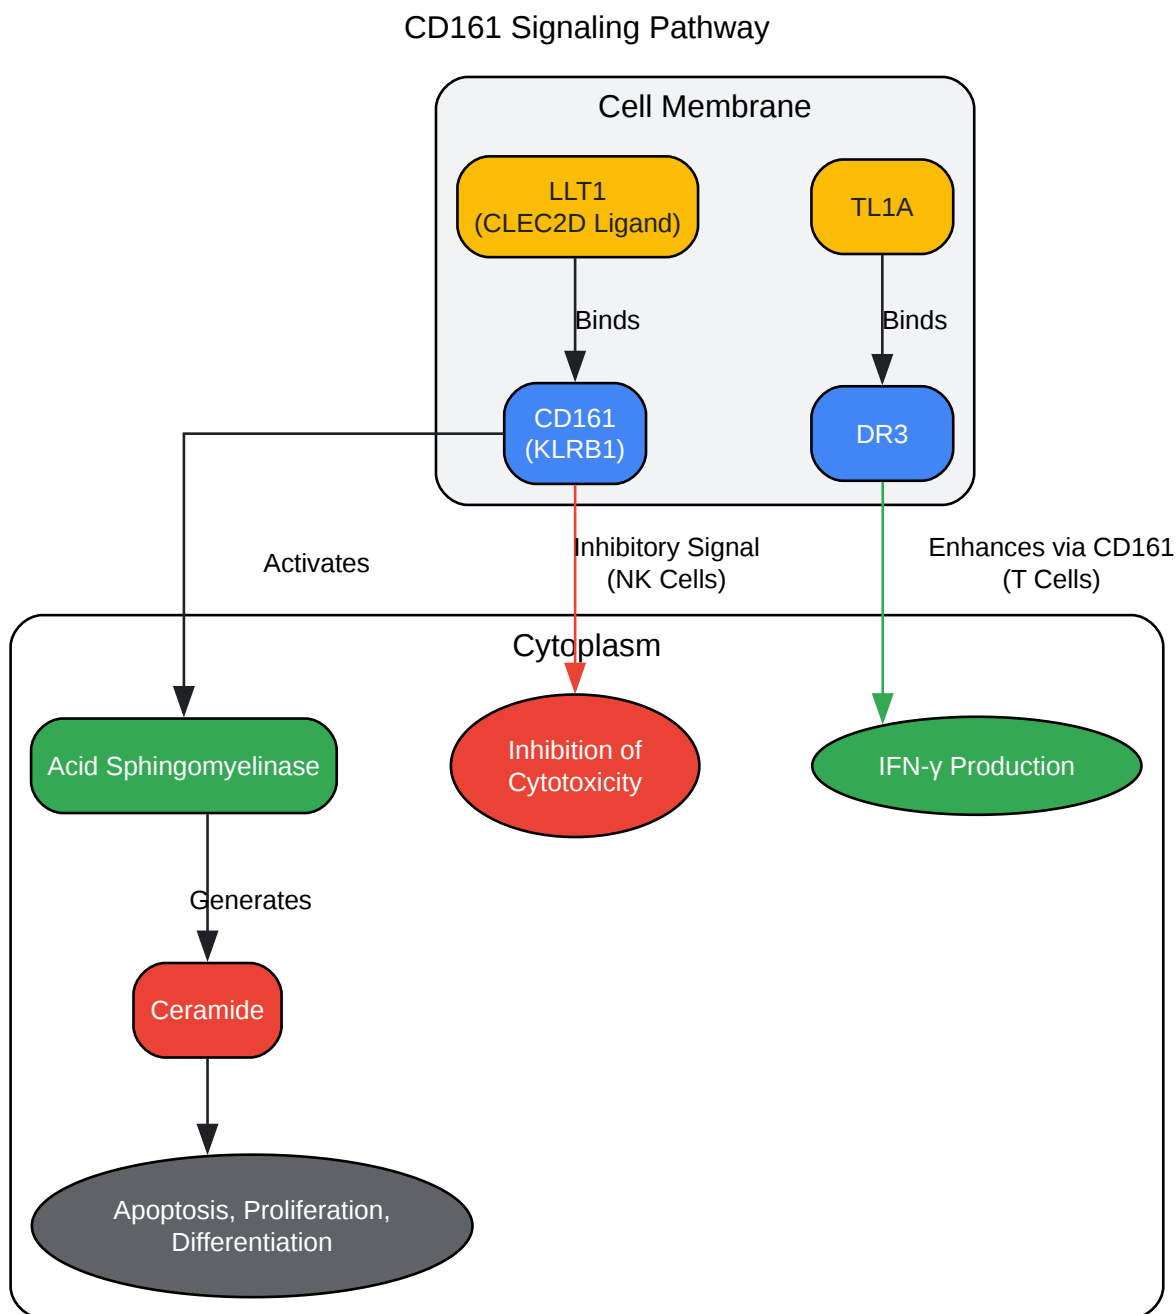 CD161 Signaling Pathway
Cell Membrane
LLT1
(CLEC2D Ligand)
TL1A
Binds
Binds
CD161
(KLRB1)
DR3
Activates
Inhibitory Signal
(NK Cells)
Enhances via CD161
(T Cells)
Cytoplasm
Acid Sphingomyelinase
Inhibition of
Cytotoxicity
IFN-γ Production
Generates
Ceramide
Apoptosis, Proliferation,
Differentiation